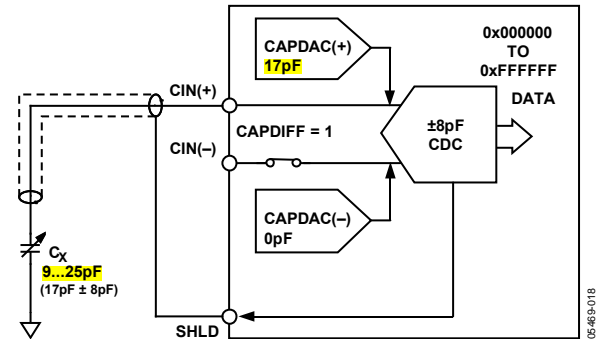 CAPDAC(+)
17pF
0x000000
TO
0xFFFFFF
DATA
CIN(+)
CAPDIFF = 1
±8pF
CDC
CIN(–)
CAPDAC(–)
0pF
CX
9...25pF
(17pF ± 8pF)
SHLD
05469-018